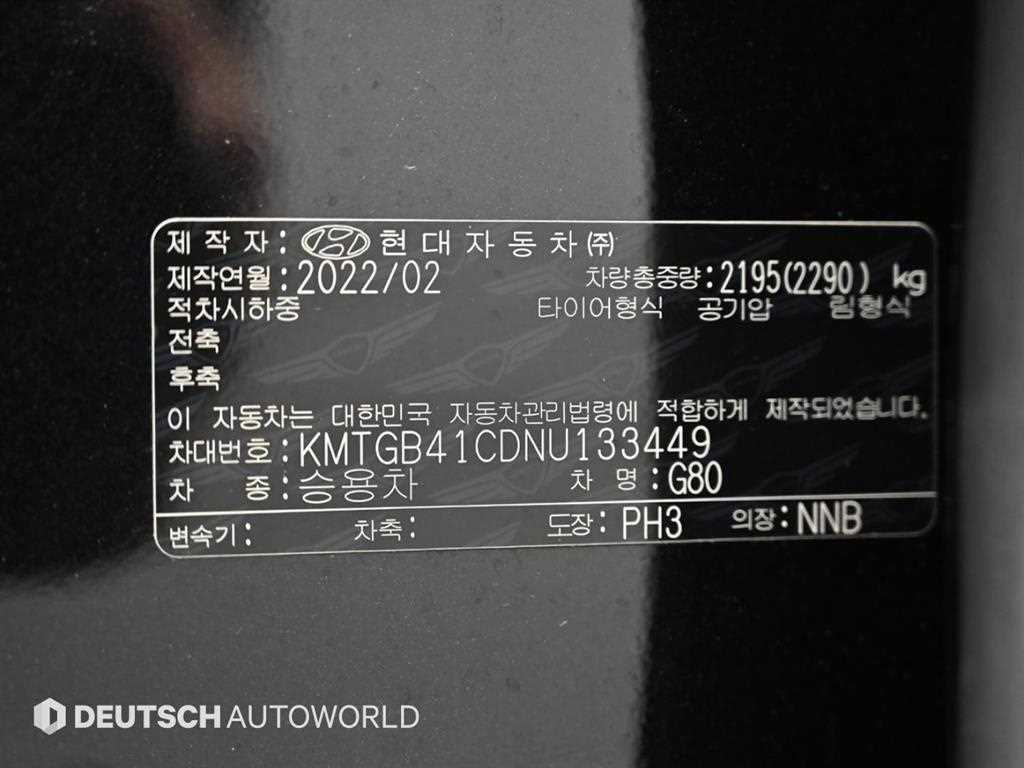 제작자: 현대자동차(주)
제작연월: 2022/02 차량총중량: 2195(2290) kg
적차시하중 타이어형식 공기압 림형식
전축
후축
이 자동차는 대한민국 자동차관리법령에 적합하게 제작되었습니다.
차대번호: KMTGB41CDNU133449
차 종: 승용차 차 명: G80
변속기: 차축: 도장: PH3 의장: NNB
DEUTSCH AUTOWORLD